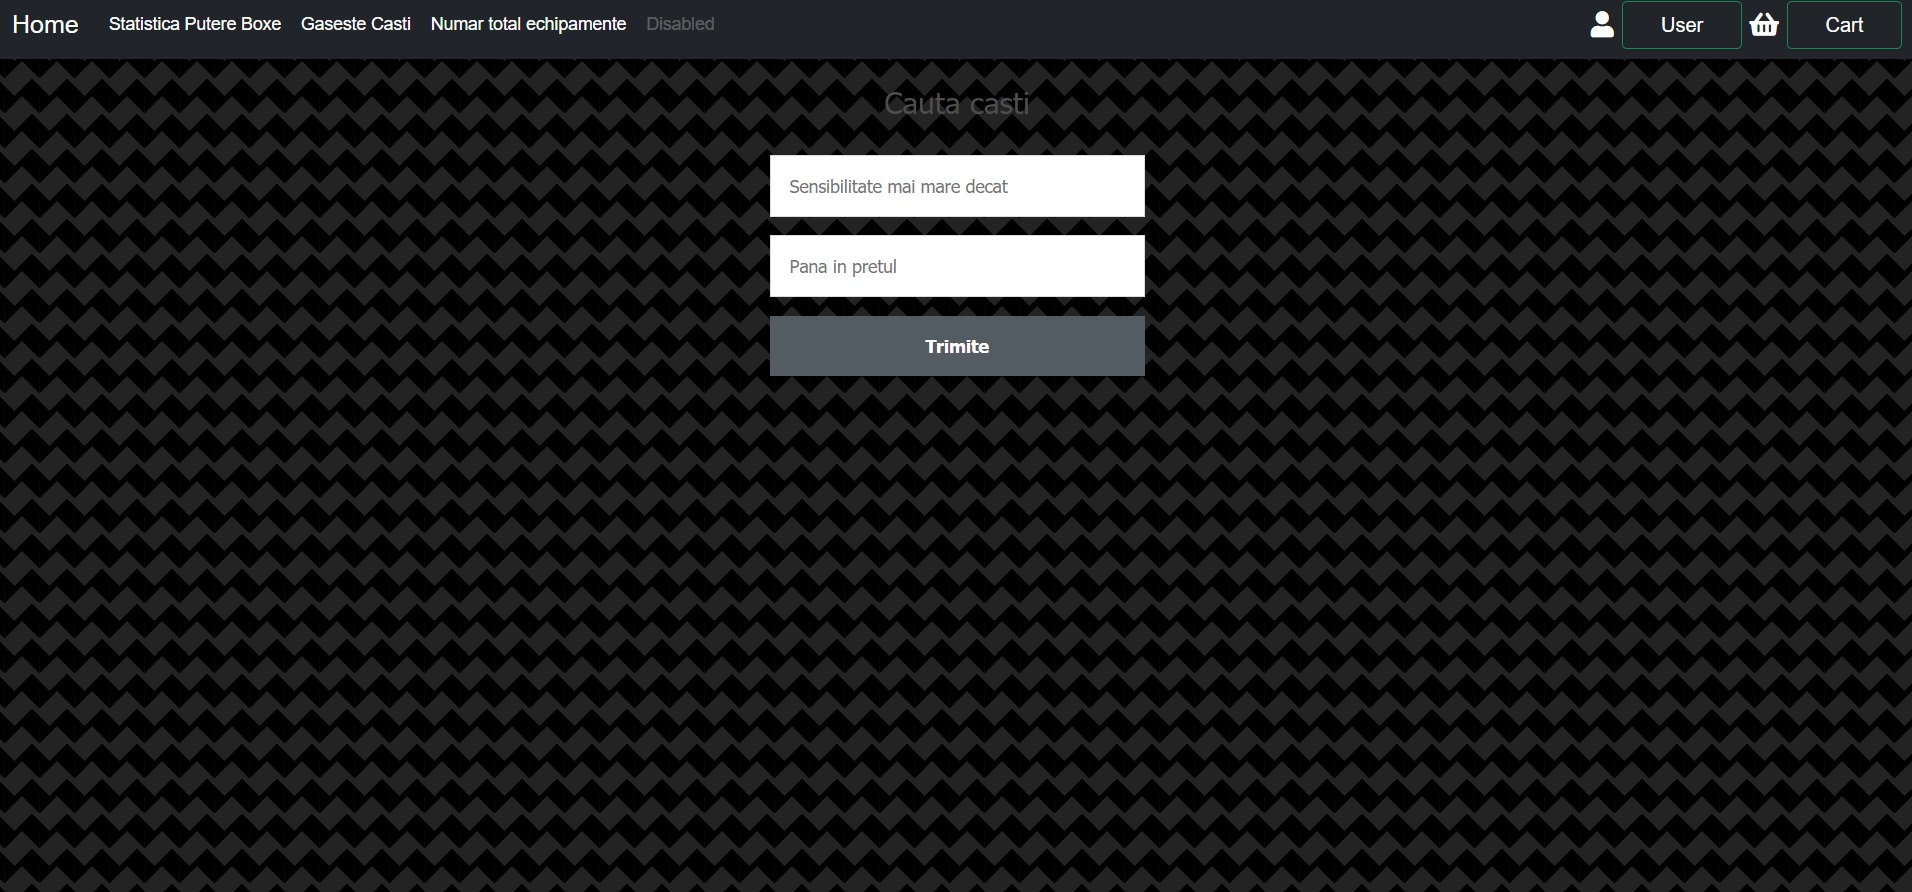 Home Statistica Putere Boxe Gaseste Casti Numar total echipamente Disabled User Cart
Cauta casti
Sensibilitate mai mare decat
Pana in pretul
Trimite